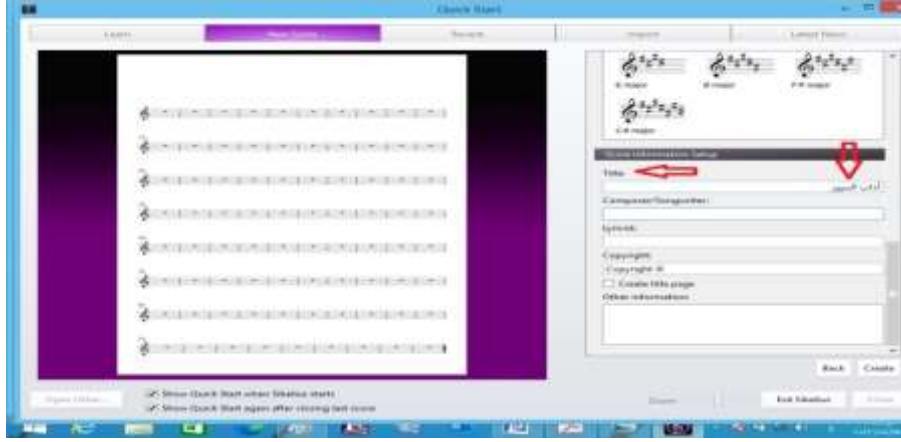 Quick Start
Learn
New Score
Recent
Import
Latest News
E major
B major
F# major
C# major
Score Information Setup
Title:
Composer/Songwriter:
Lyricist:
Copyright:
Copyright ©
Create title page
Other information:
Back
Create
Show Quick Start when Sibelius starts
Show Quick Start again after closing last score
Exit Sibelius
Close